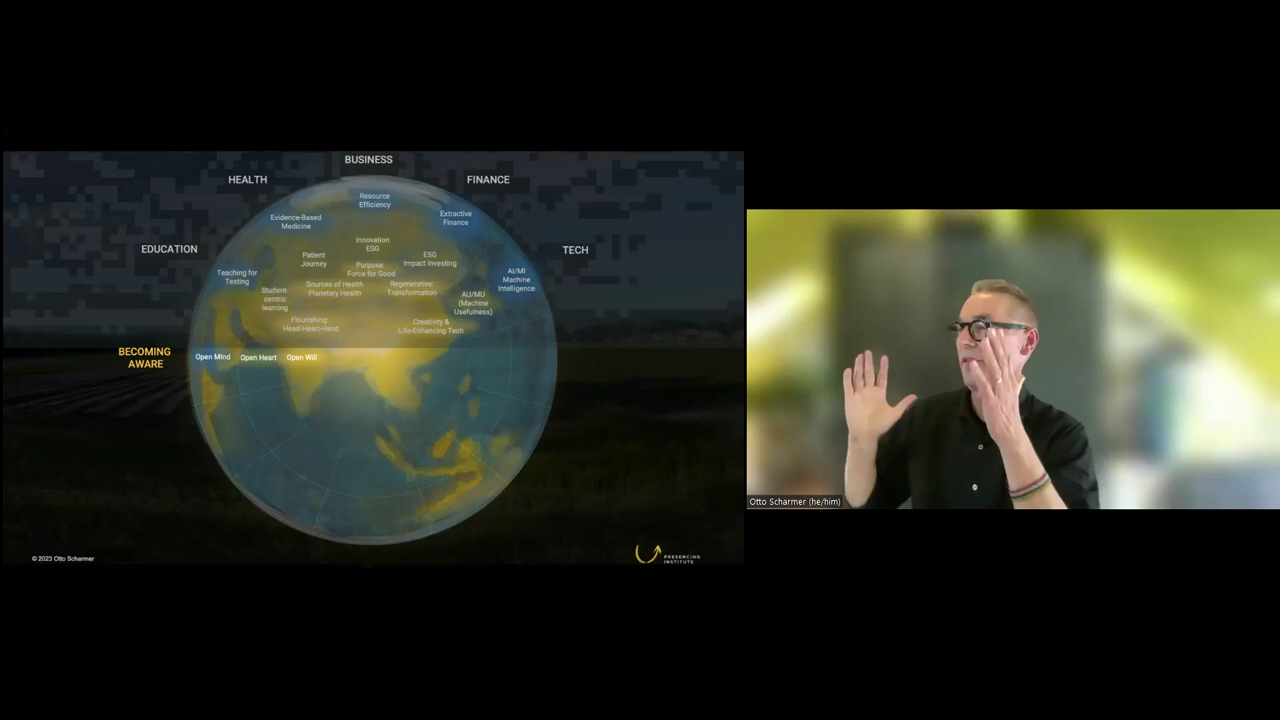 BUSINESS
HEALTH
FINANCE
EDUCATION
TECH
Resource
Efficiency
Evidence-Based
Medicine
Extractive
Finance
Innovation
ESG
Patient
Journey
ESG
Impact Investing
Purpose:
Force for Good
Teaching for
Testing
AI/MI
Machine
Intelligence
Sources of Health
Planetary Health
Regenerative:
Transformation
Student-
centric
learning
AU/MU
(Machine
Usefulness)
Flourishing:
Head-Heart-Hand
Creativity &
Life-Enhancing Tech
BECOMING
AWARE
Open MInd
Open Heart
Open Will
© 2023 Otto Scharmer
PRESENCING
INSTITUTE
Otto Scharmer (he/him)